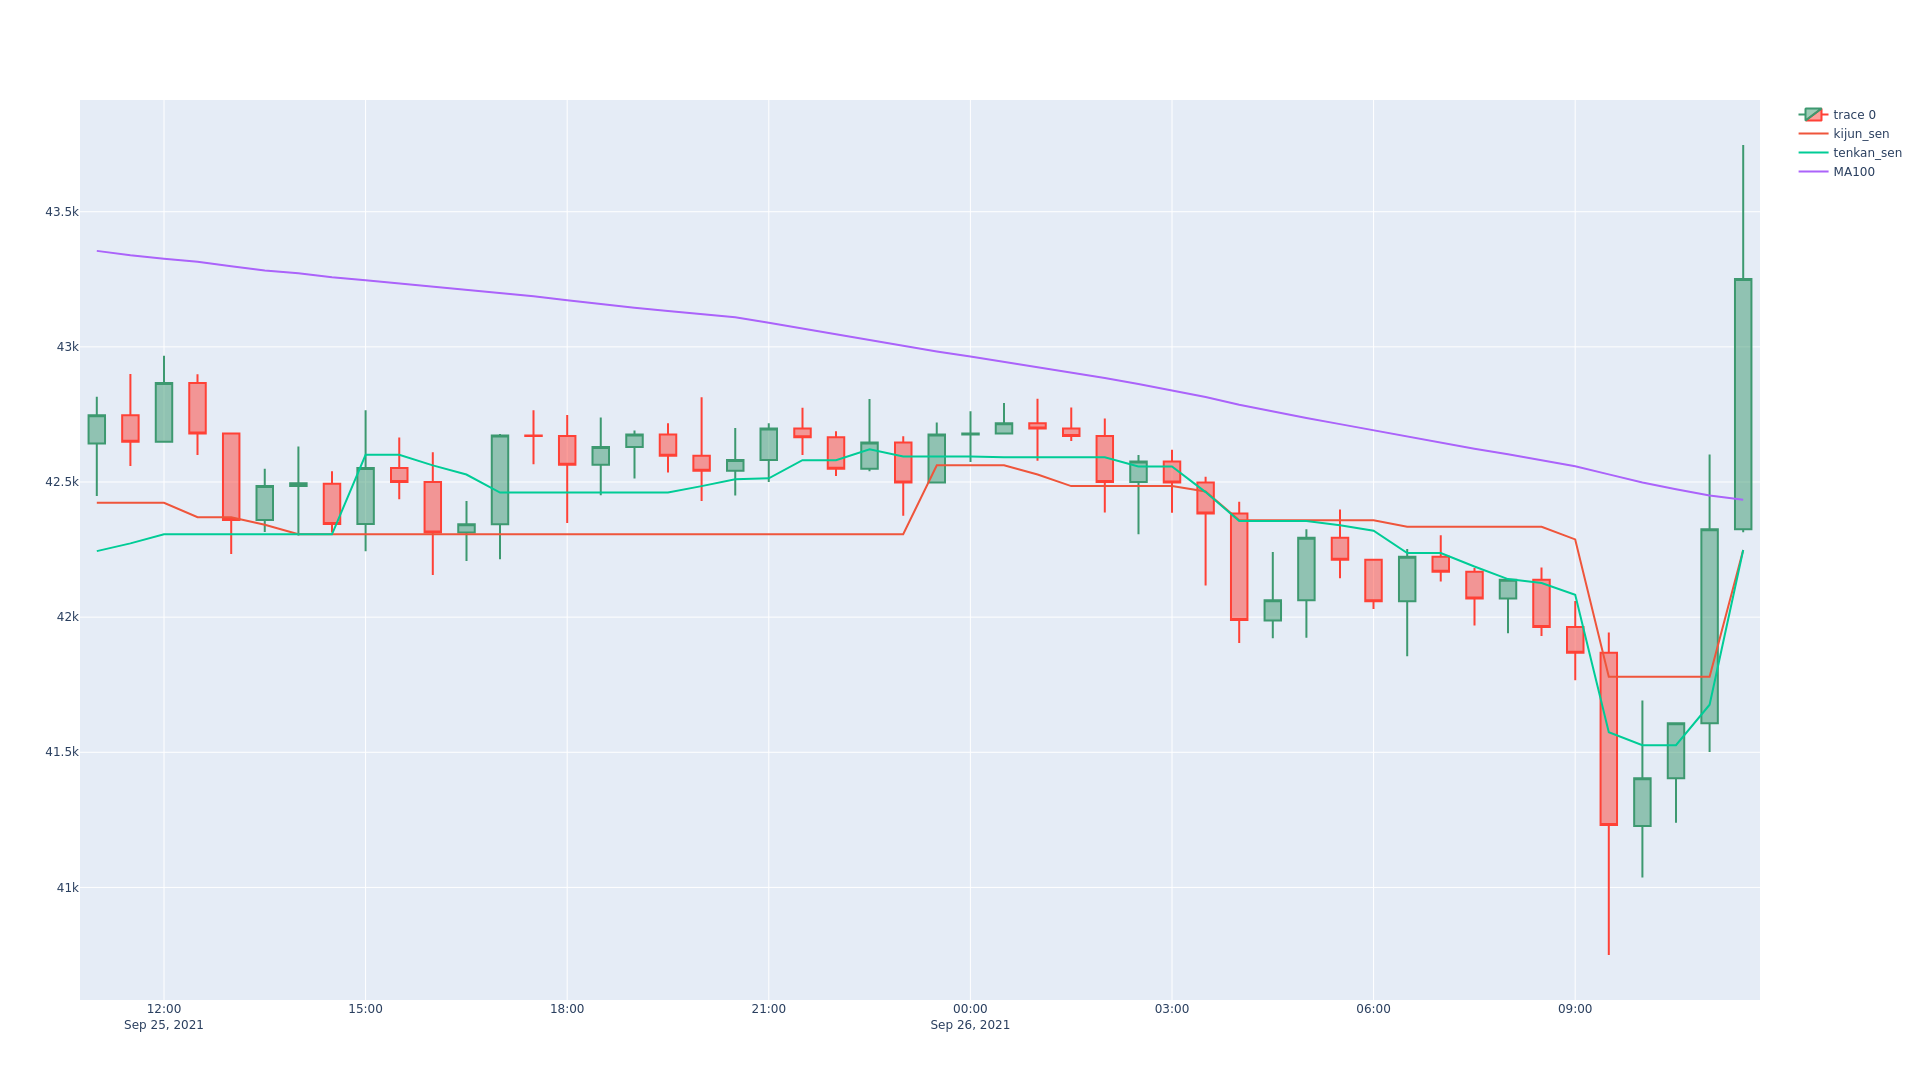 trace 0
kijun_sen
tenkan_sen
MA100
43.5k
43k
42.5k
42k
41.5k
41k
12:00 15:00 18:00 21:00 00:00 03:00 06:00 09:00
Sep 25, 2021 Sep 26, 2021